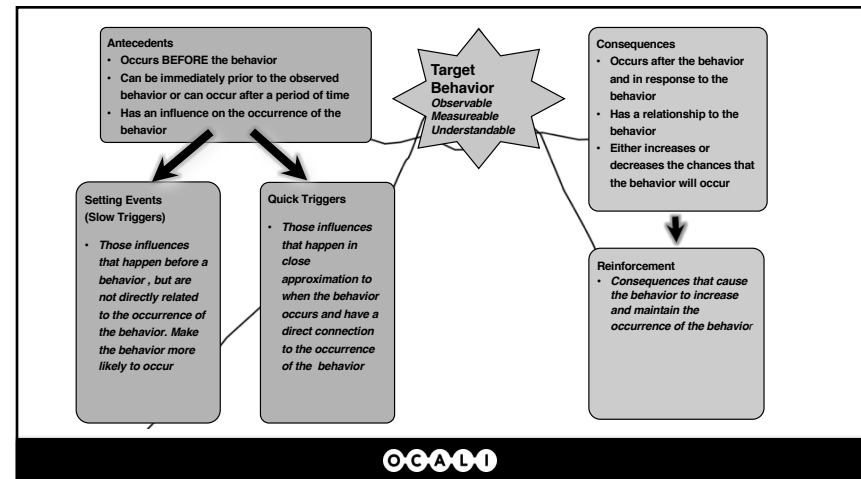 Antecedents
• Occurs BEFORE the behavior
• Can be immediately prior to the observed
behavior or can occur after a period of time
• Has an influence on the occurrence of the
behavior
Target
Behavior
Observable
Measureable
Understandable
Consequences
• Occurs after the behavior
and in response to the
behavior
• Has a relationship to the
behavior
• Either increases or
decreases the chances that
the behavior will occur
Setting Events
(Slow Triggers)
• Those influences
that happen before a
behavior , but are
not directly related
to the occurrence of
the behavior. Make
the behavior more
likely to occur
Quick Triggers
• Those influences
that happen in
close
approximation to
when the behavior
occurs and have a
direct connection
to the occurrence
of the behavior
Reinforcement
• Consequences that cause
the behavior to increase
and maintain the
occurrence of the behavior
OCALI